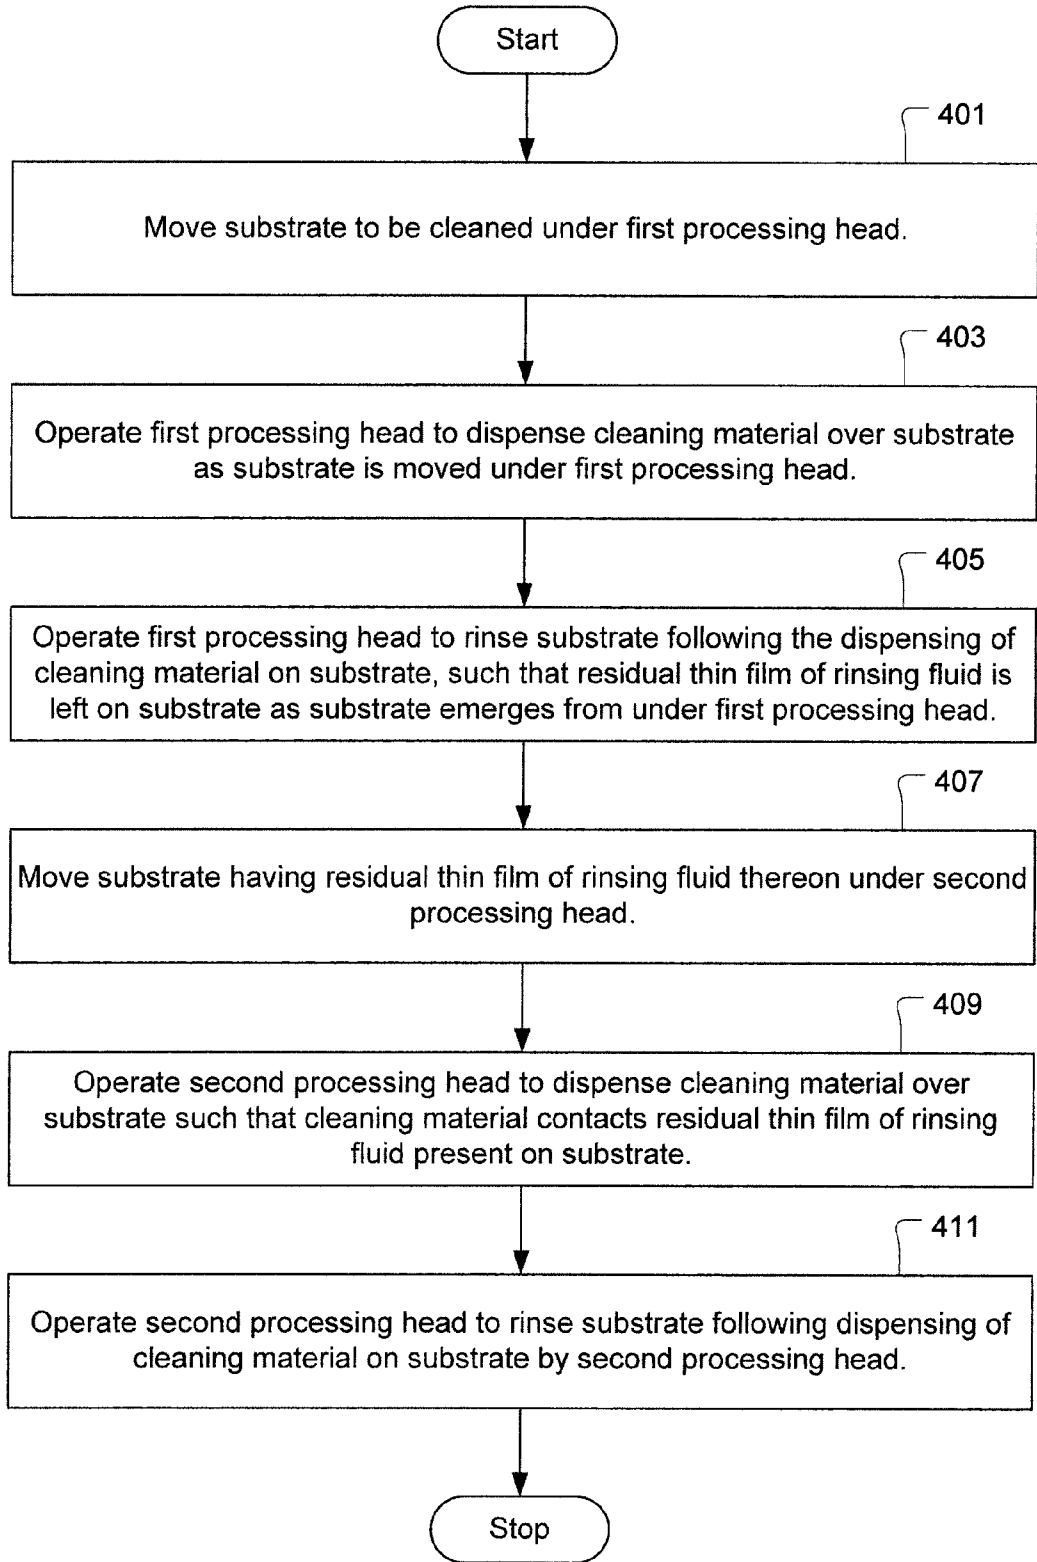 Start
401
Move substrate to be cleaned under first processing head.
403
Operate first processing head to dispense cleaning material over substrate
as substrate is moved under first processing head.
405
Operate first processing head to rinse substrate following the dispensing of
cleaning material on substrate, such that residual thin film of rinsing fluid is
left on substrate as substrate emerges from under first processing head.
407
Move substrate having residual thin film of rinsing fluid thereon under second
processing head.
409
Operate second processing head to dispense cleaning material over
substrate such that cleaning material contacts residual thin film of rinsing
fluid present on substrate.
411
Operate second processing head to rinse substrate following dispensing of
cleaning material on substrate by second processing head.
Stop